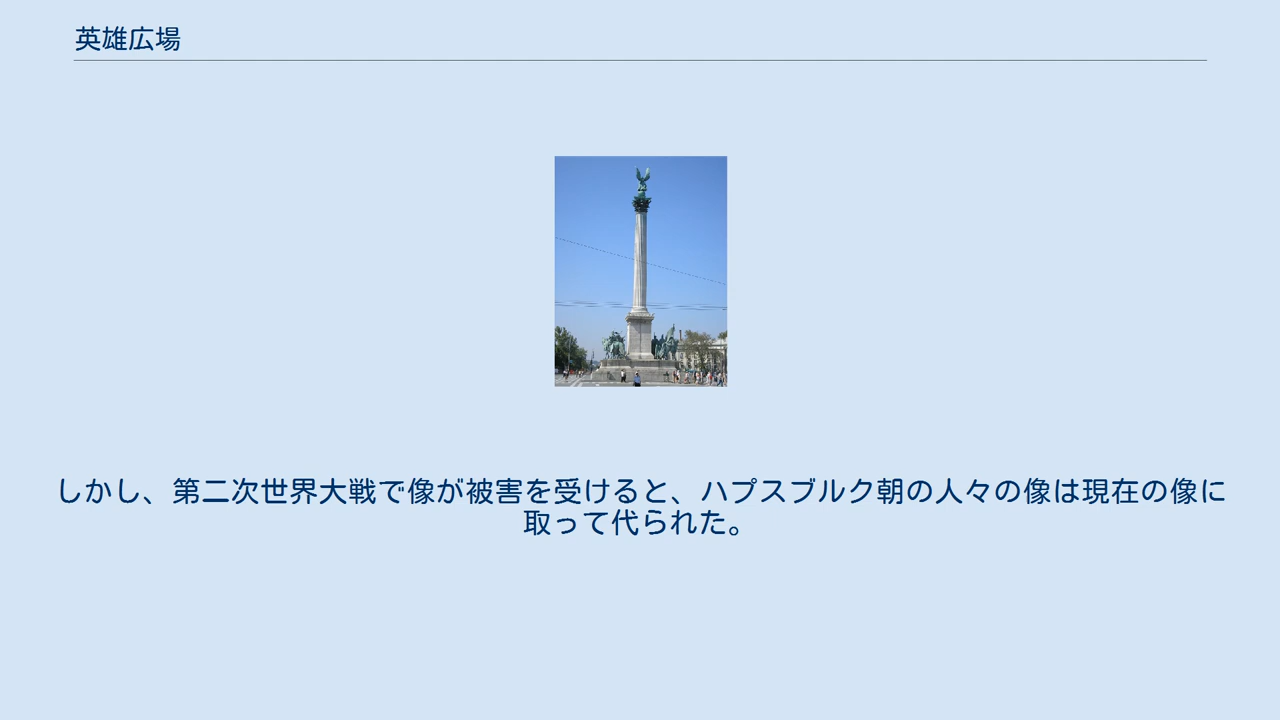 英雄広場
しかし、第二次世界大戦で像が被害を受けると、ハプスブルク朝の人々の像は現在の像に
取って代られた。